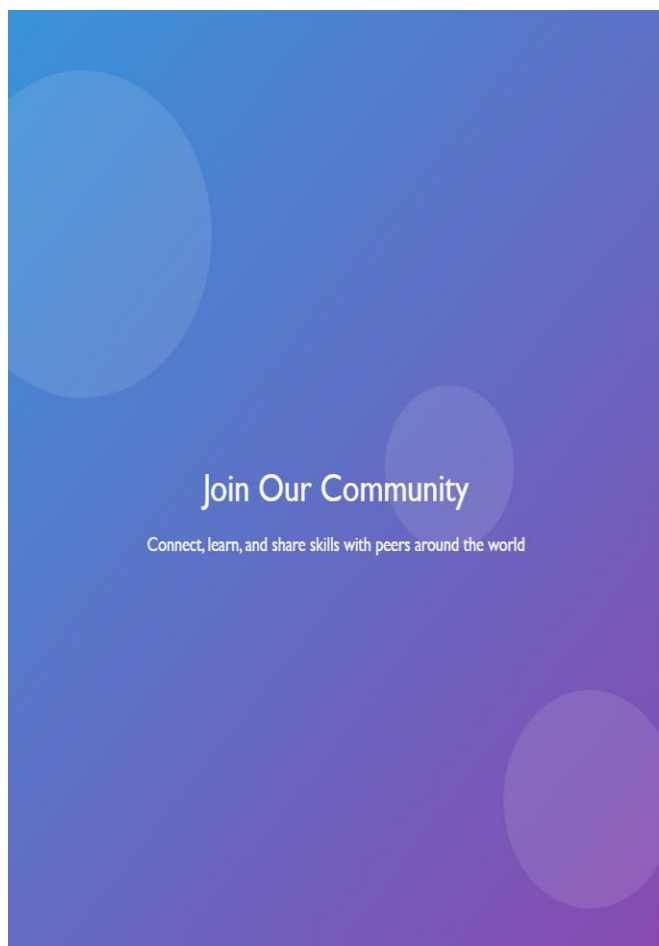 Join Our Community
Connect, learn, and share skills with peers around the world